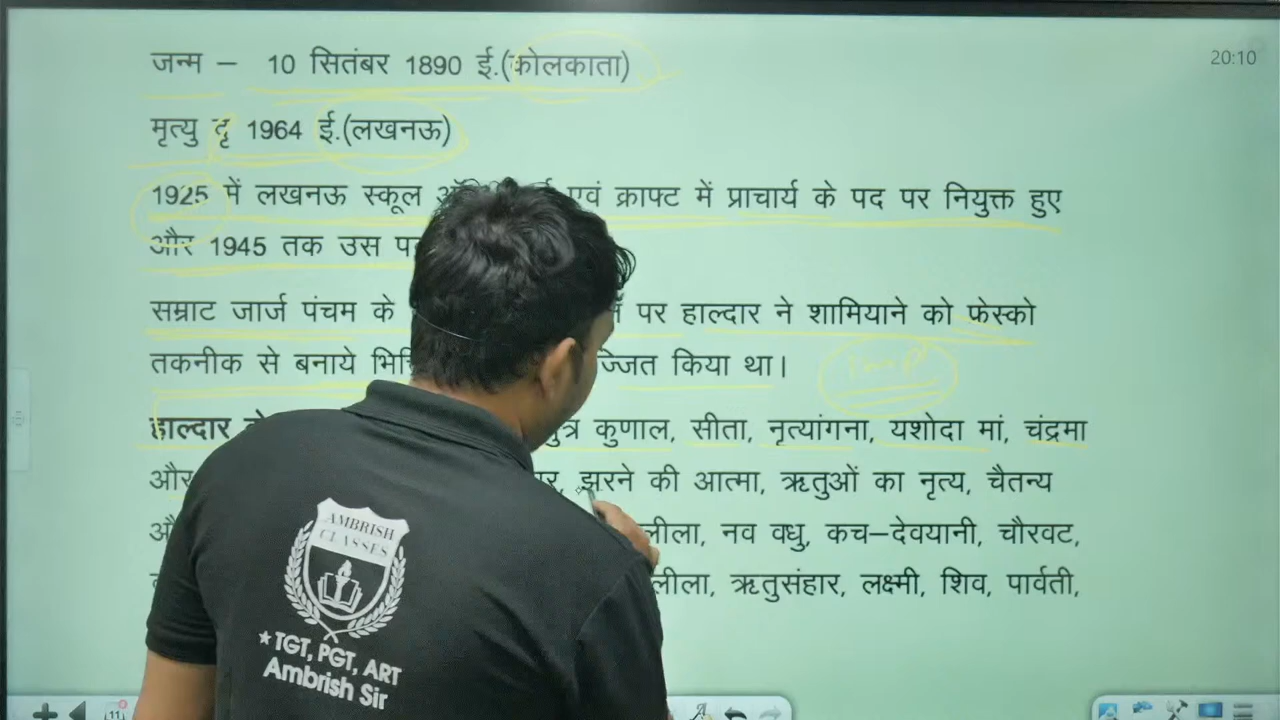 20:10
जन्म – 10 सितंबर 1890 ई.(कोलकाता)
मृत्यु दृ 1964 ई.(लखनऊ)
1925 में लखनऊ स्कूल एवं क्राफ्ट में प्राचार्य के पद पर नियुक्त हुए
और 1945 तक उस
सम्राट जार्ज पंचम के पर हाल्दार ने शामियाने को फेस्को
तकनीक से बनाये किया था।
हाल्दार कुणाल, सीता, नृत्यांगना, यशोदा मां, चंद्रमा
और झरने की आत्मा, ऋतुओं का नृत्य, चैतन्य
लीला, नव वधु, कच–देवयानी, चौरवट,
लीला, ऋतुसंहार, लक्ष्मी, शिव, पार्वती,
AMBRISH
CLASSES
★TGT, PGT, ART
Ambrish Sir
11